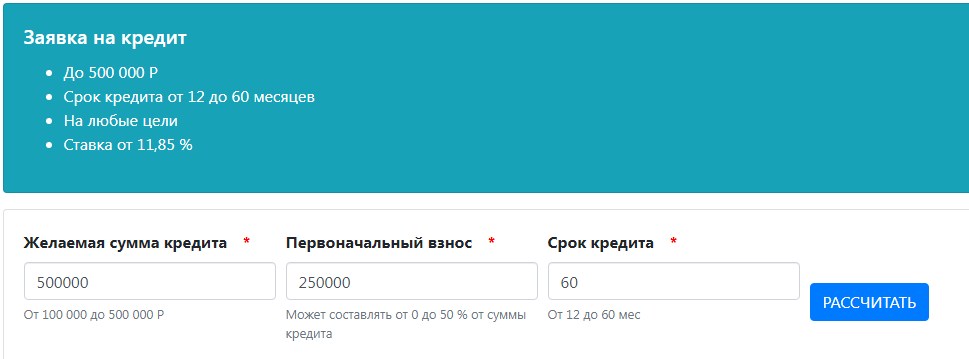 Заявка на кредит
До 500 000 Р
Срок кредита от 12 до 60 месяцев
На любые цели
Ставка от 11,85 %
Желаемая сумма кредита *
Первоначальный взнос *
Срок кредита *
500000
250000
60
РАССЧИТАТЬ
От 100 000 до 500 000 Р
Может составлять от 0 до 50 % от суммы
кредита
От 12 до 60 мес